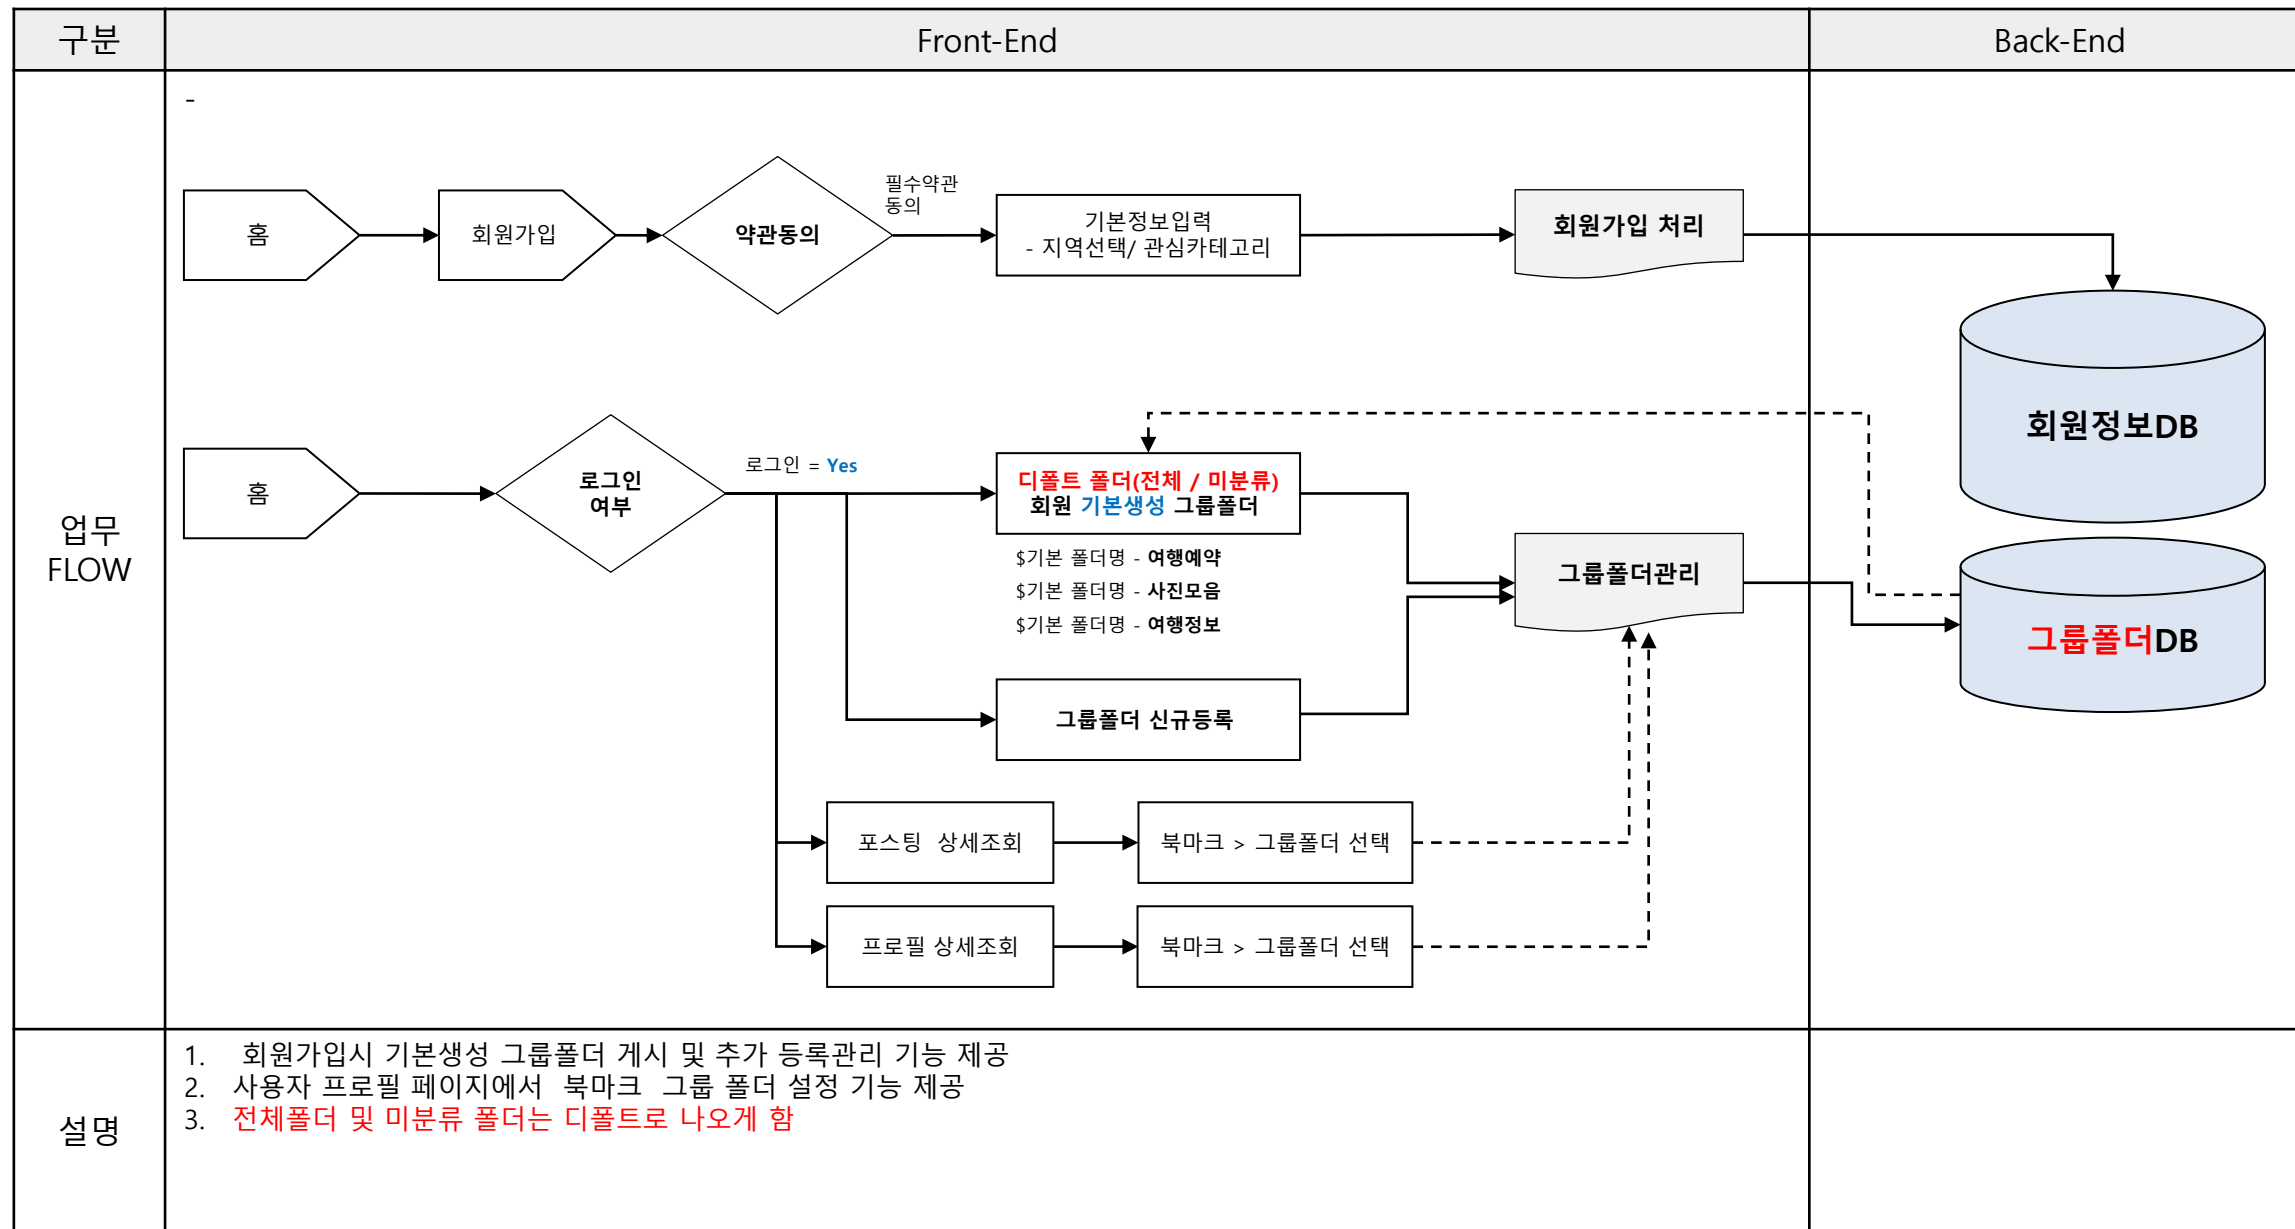 구분
Front-End
Back-End
업무
FLOW
-
홈
회원가입
약관동의
필수약관
동의
기본정보입력
- 지역선택/ 관심카테고리
회원가입 처리
회원정보DB
홈
로그인
여부
로그인 = Yes
디폴트 폴더(전체 / 미분류)
회원 기본생성 그룹폴더
$기본 폴더명 - 여행예약
$기본 폴더명 - 사진모음
$기본 폴더명 - 여행정보
그룹폴더관리
그룹폴더DB
그룹폴더 신규등록
포스팅 상세조회
북마크 > 그룹폴더 선택
프로필 상세조회
북마크 > 그룹폴더 선택
설명
1. 회원가입시 기본생성 그룹폴더 게시 및 추가 등록관리 기능 제공
2. 사용자 프로필 페이지에서 북마크 그룹 폴더 설정 기능 제공
3. 전체폴더 및 미분류 폴더는 디폴트로 나오게 함